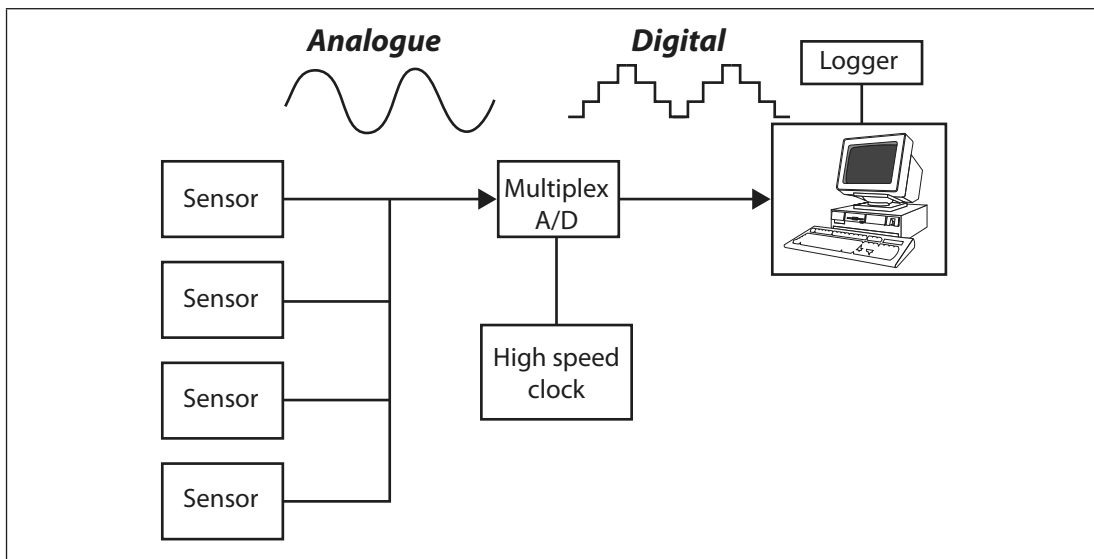 Analogue
Digital
Logger
Sensor
Multiplex
A/D
Sensor
High speed
clock
Sensor
Sensor